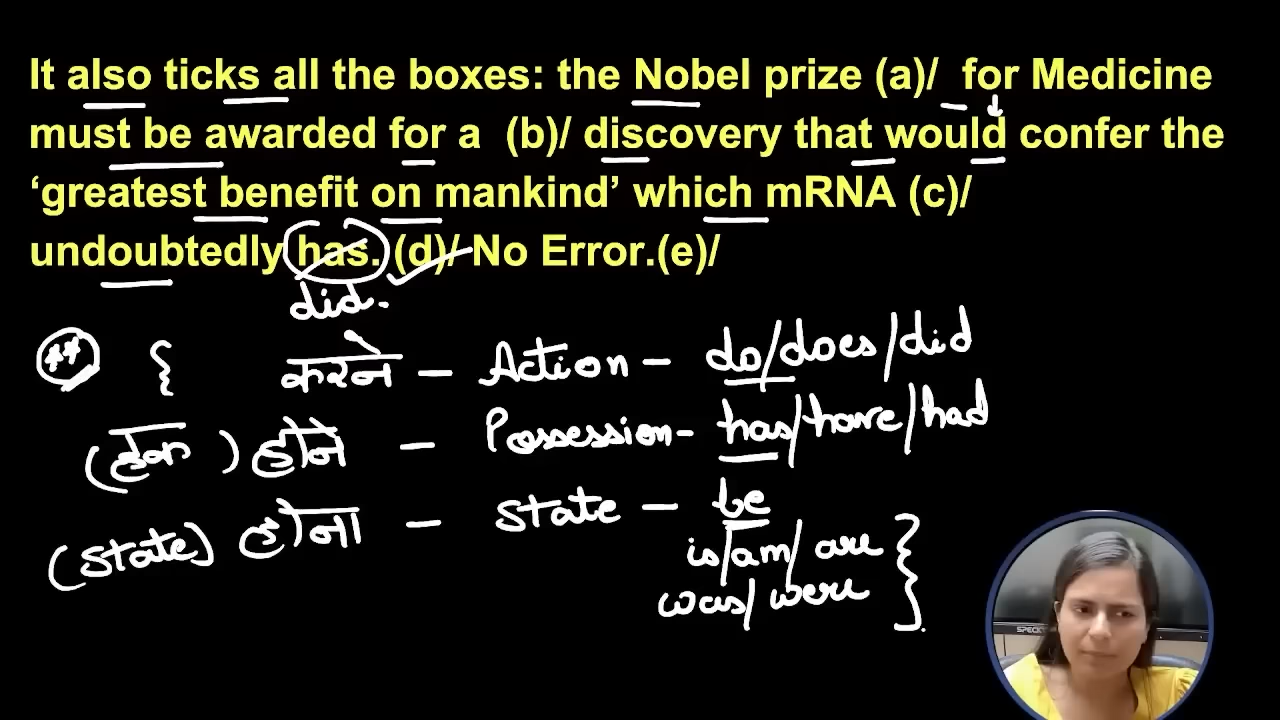 It also ticks all the boxes: the Nobel prize (a)/ for Medicine
must be awarded for a (b)/ discovery that would confer the
‘greatest benefit on mankind’ which mRNA (c)/
undoubtedly has. (d)/ No Error.(e)/
did.
** { करने – Action – do/does/did
(हक) होने – Possession – has/have/had
(state) होना – state – be
is/am/are
was/were }